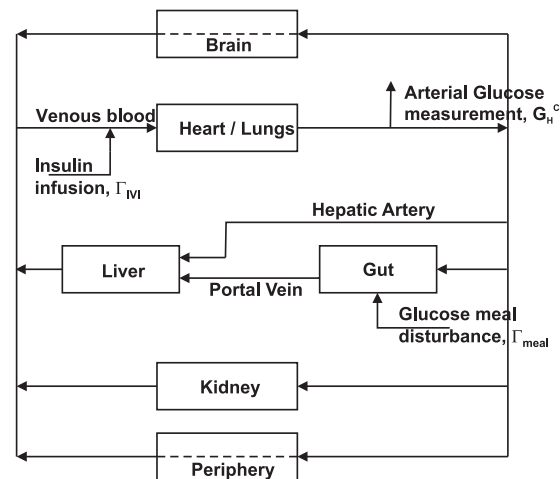 Brain
Venous blood
Heart / Lungs
Arterial Glucose
measurement, G_H^C
Insulin
infusion, Γ_IVI
Hepatic Artery
Liver
Gut
Portal Vein
Glucose meal
disturbance, Γ_meal
Kidney
Periphery